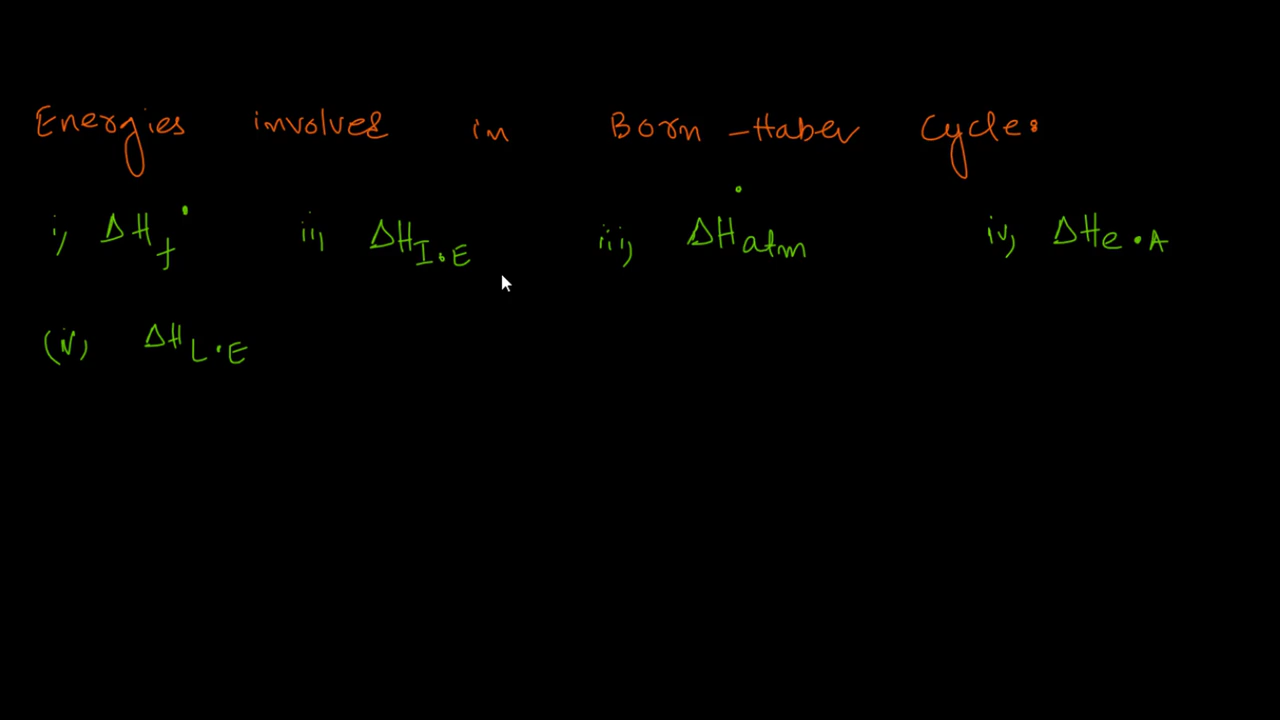 Energies involved in Born-Haber Cycle:
i, ΔHf° ii, ΔHI.E iii, ΔH°atm iv, ΔHe.A
(v) ΔHL.E